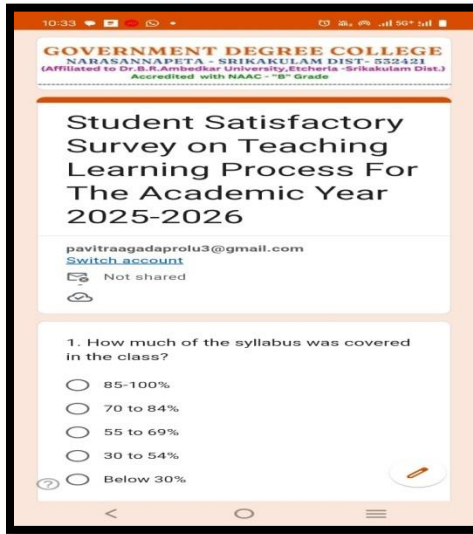 10:33
GOVERNMENT DEGREE COLLEGE
NARASANNAPETA - SRIKAKULAM DIST- 532421
(Affiliated to Dr.B.R.Ambedkar University,Etcherla -Srikakulam Dist.)
Accredited with NAAC - "B" Grade
Student Satisfactory
Survey on Teaching
Learning Process For
The Academic Year
2025-2026
pavitraagadaprolu3@gmail.com
Switch account
Not shared
1. How much of the syllabus was covered
in the class?
85-100%
70 to 84%
55 to 69%
30 to 54%
Below 30%